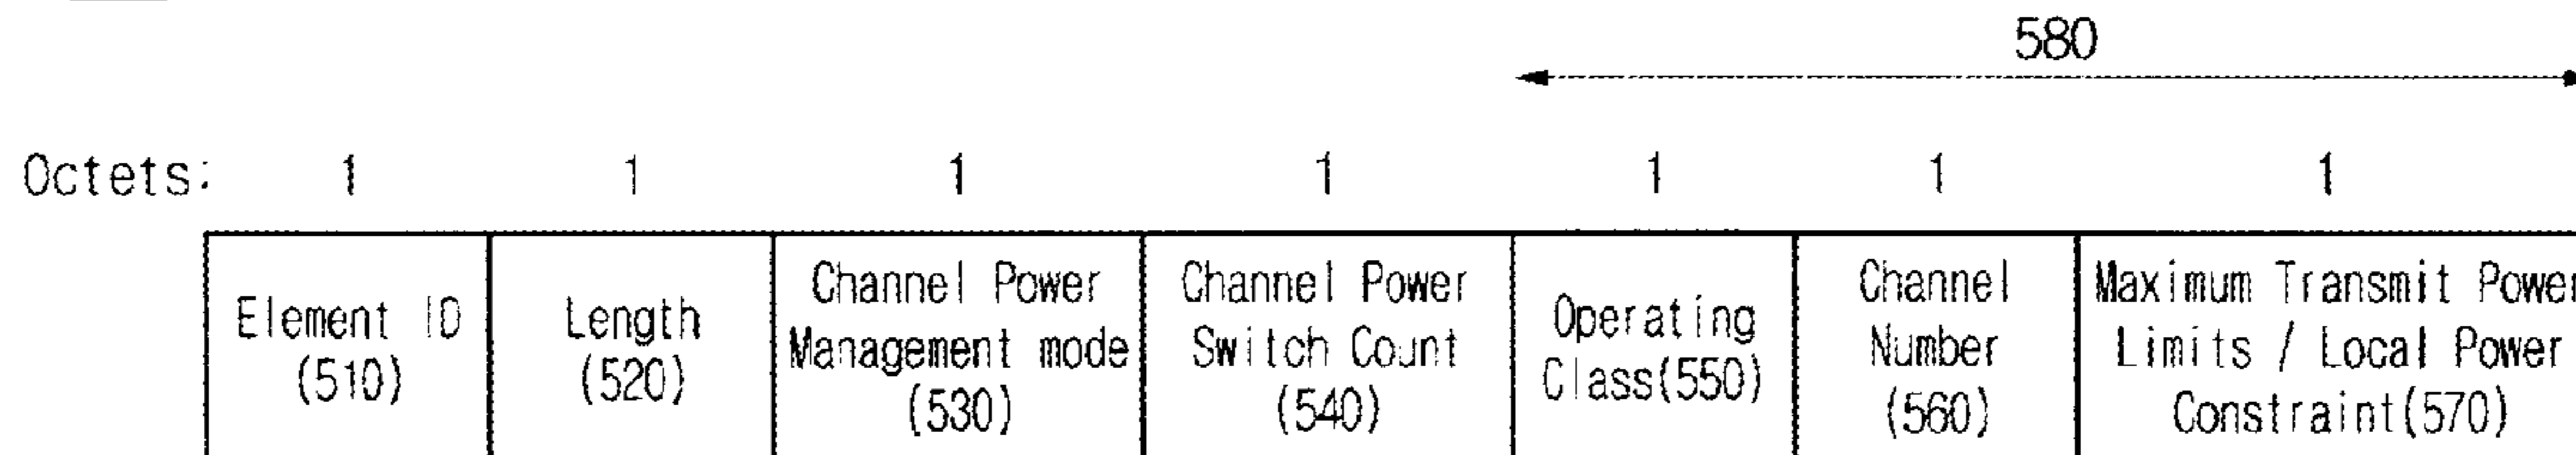 580
Octets: 1 1 1 1 1 1 1
Element ID
(510)
Length
(520)
Channel Power
Management mode
(530)
Channel Power
Switch Count
(540)
Operating
Class(550)
Channel
Number
(560)
Maximum Transmit Power
Limits / Local Power
Constraint(570)